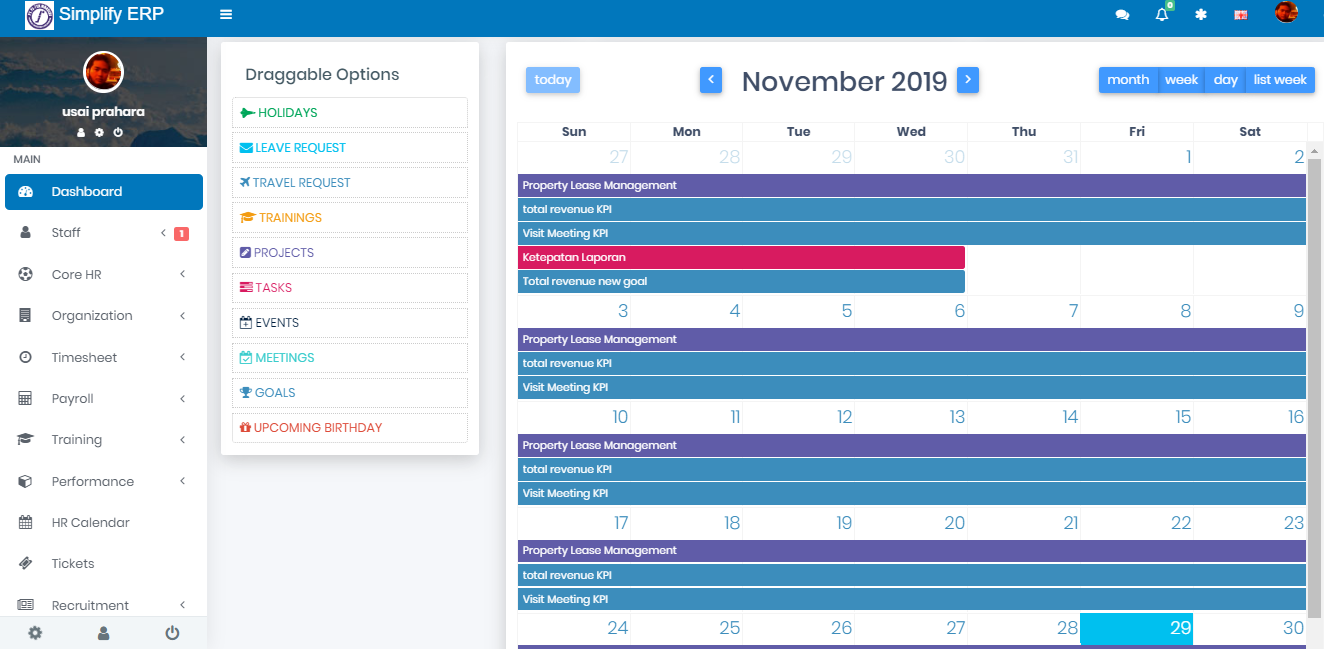 Simplify ERP
0
usai prahara
MAIN
Dashboard
Staff 1
Core HR
Organization
Timesheet
Payroll
Training
Performance
HR Calendar
Tickets
Recruitment
Draggable Options
HOLIDAYS
LEAVE REQUEST
TRAVEL REQUEST
TRAININGS
PROJECTS
TASKS
EVENTS
MEETINGS
GOALS
UPCOMING BIRTHDAY
today < November 2019 > month week day list week
Sun Mon Tue Wed Thu Fri Sat
27 28 29 30 31 1 2
Property Lease Management
total revenue KPI
Visit Meeting KPI
Ketepatan Laporan
Total revenue new goal
3 4 5 6 7 8 9
Property Lease Management
total revenue KPI
Visit Meeting KPI
10 11 12 13 14 15 16
Property Lease Management
total revenue KPI
Visit Meeting KPI
17 18 19 20 21 22 23
Property Lease Management
total revenue KPI
Visit Meeting KPI
24 25 26 27 28 29 30